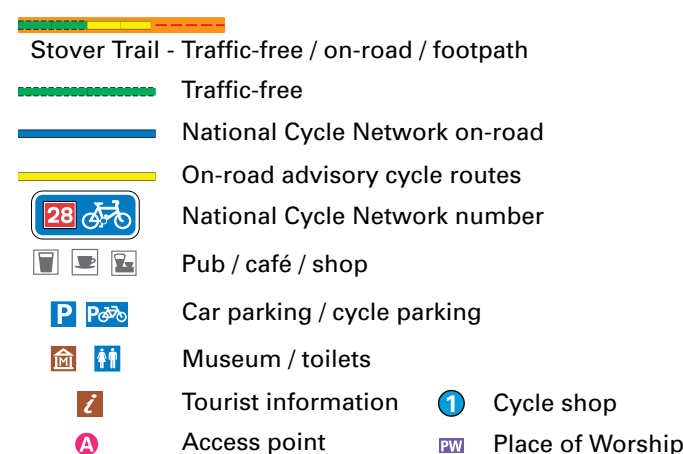 Stover Trail - Traffic-free / on-road / footpath
Traffic-free
National Cycle Network on-road
On-road advisory cycle routes
28 National Cycle Network number
Pub / café / shop
P P Car parking / cycle parking
M Museum / toilets
i Tourist information 1 Cycle shop
A Access point PW Place of Worship